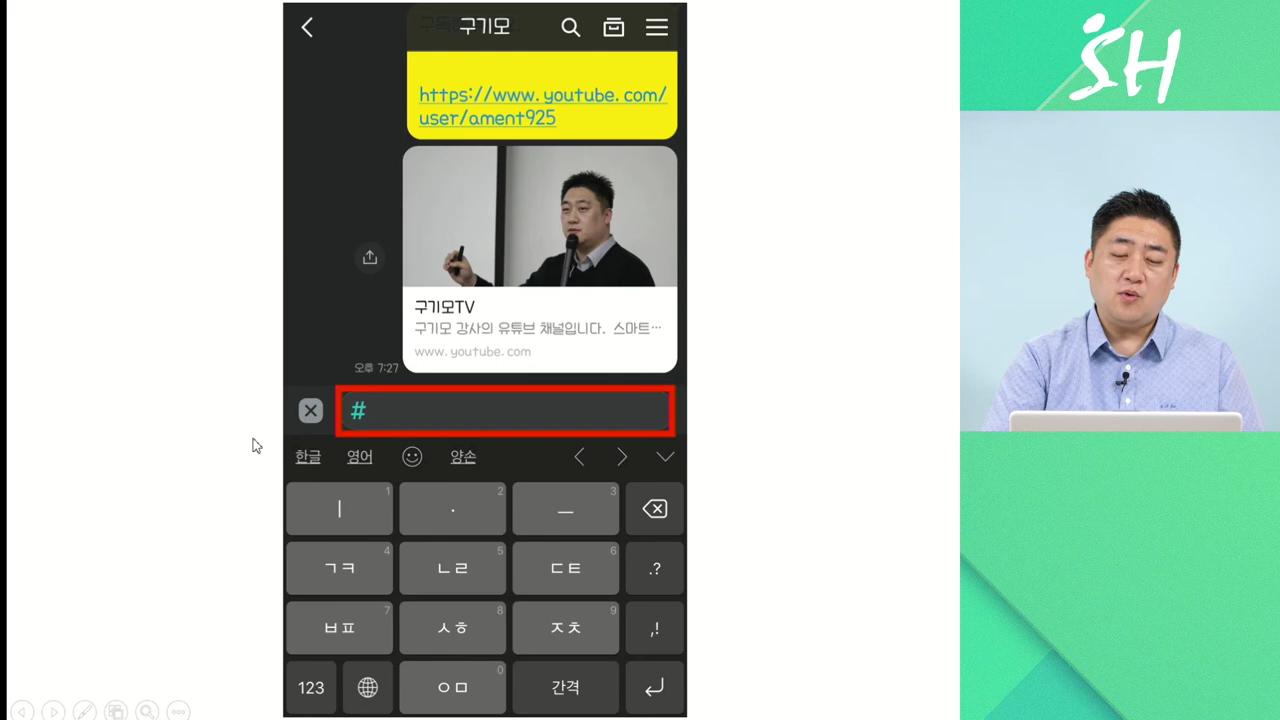 구기모
https://www.youtube.com/
user/ament925
구기모TV
구기모 강사의 유튜브 채널입니다. 스마트…
www.youtube.com
오후 7:27
#
한글 영어 양손
ㅣ 1 · 2 ㅡ 3
ㄱㅋ 4 ㄴㄹ 5 ㄷㅌ 6 .?
ㅂㅍ 7 ㅅㅎ 8 ㅈㅊ 9 ,!
123 ㅇㅁ 0 간격
SH